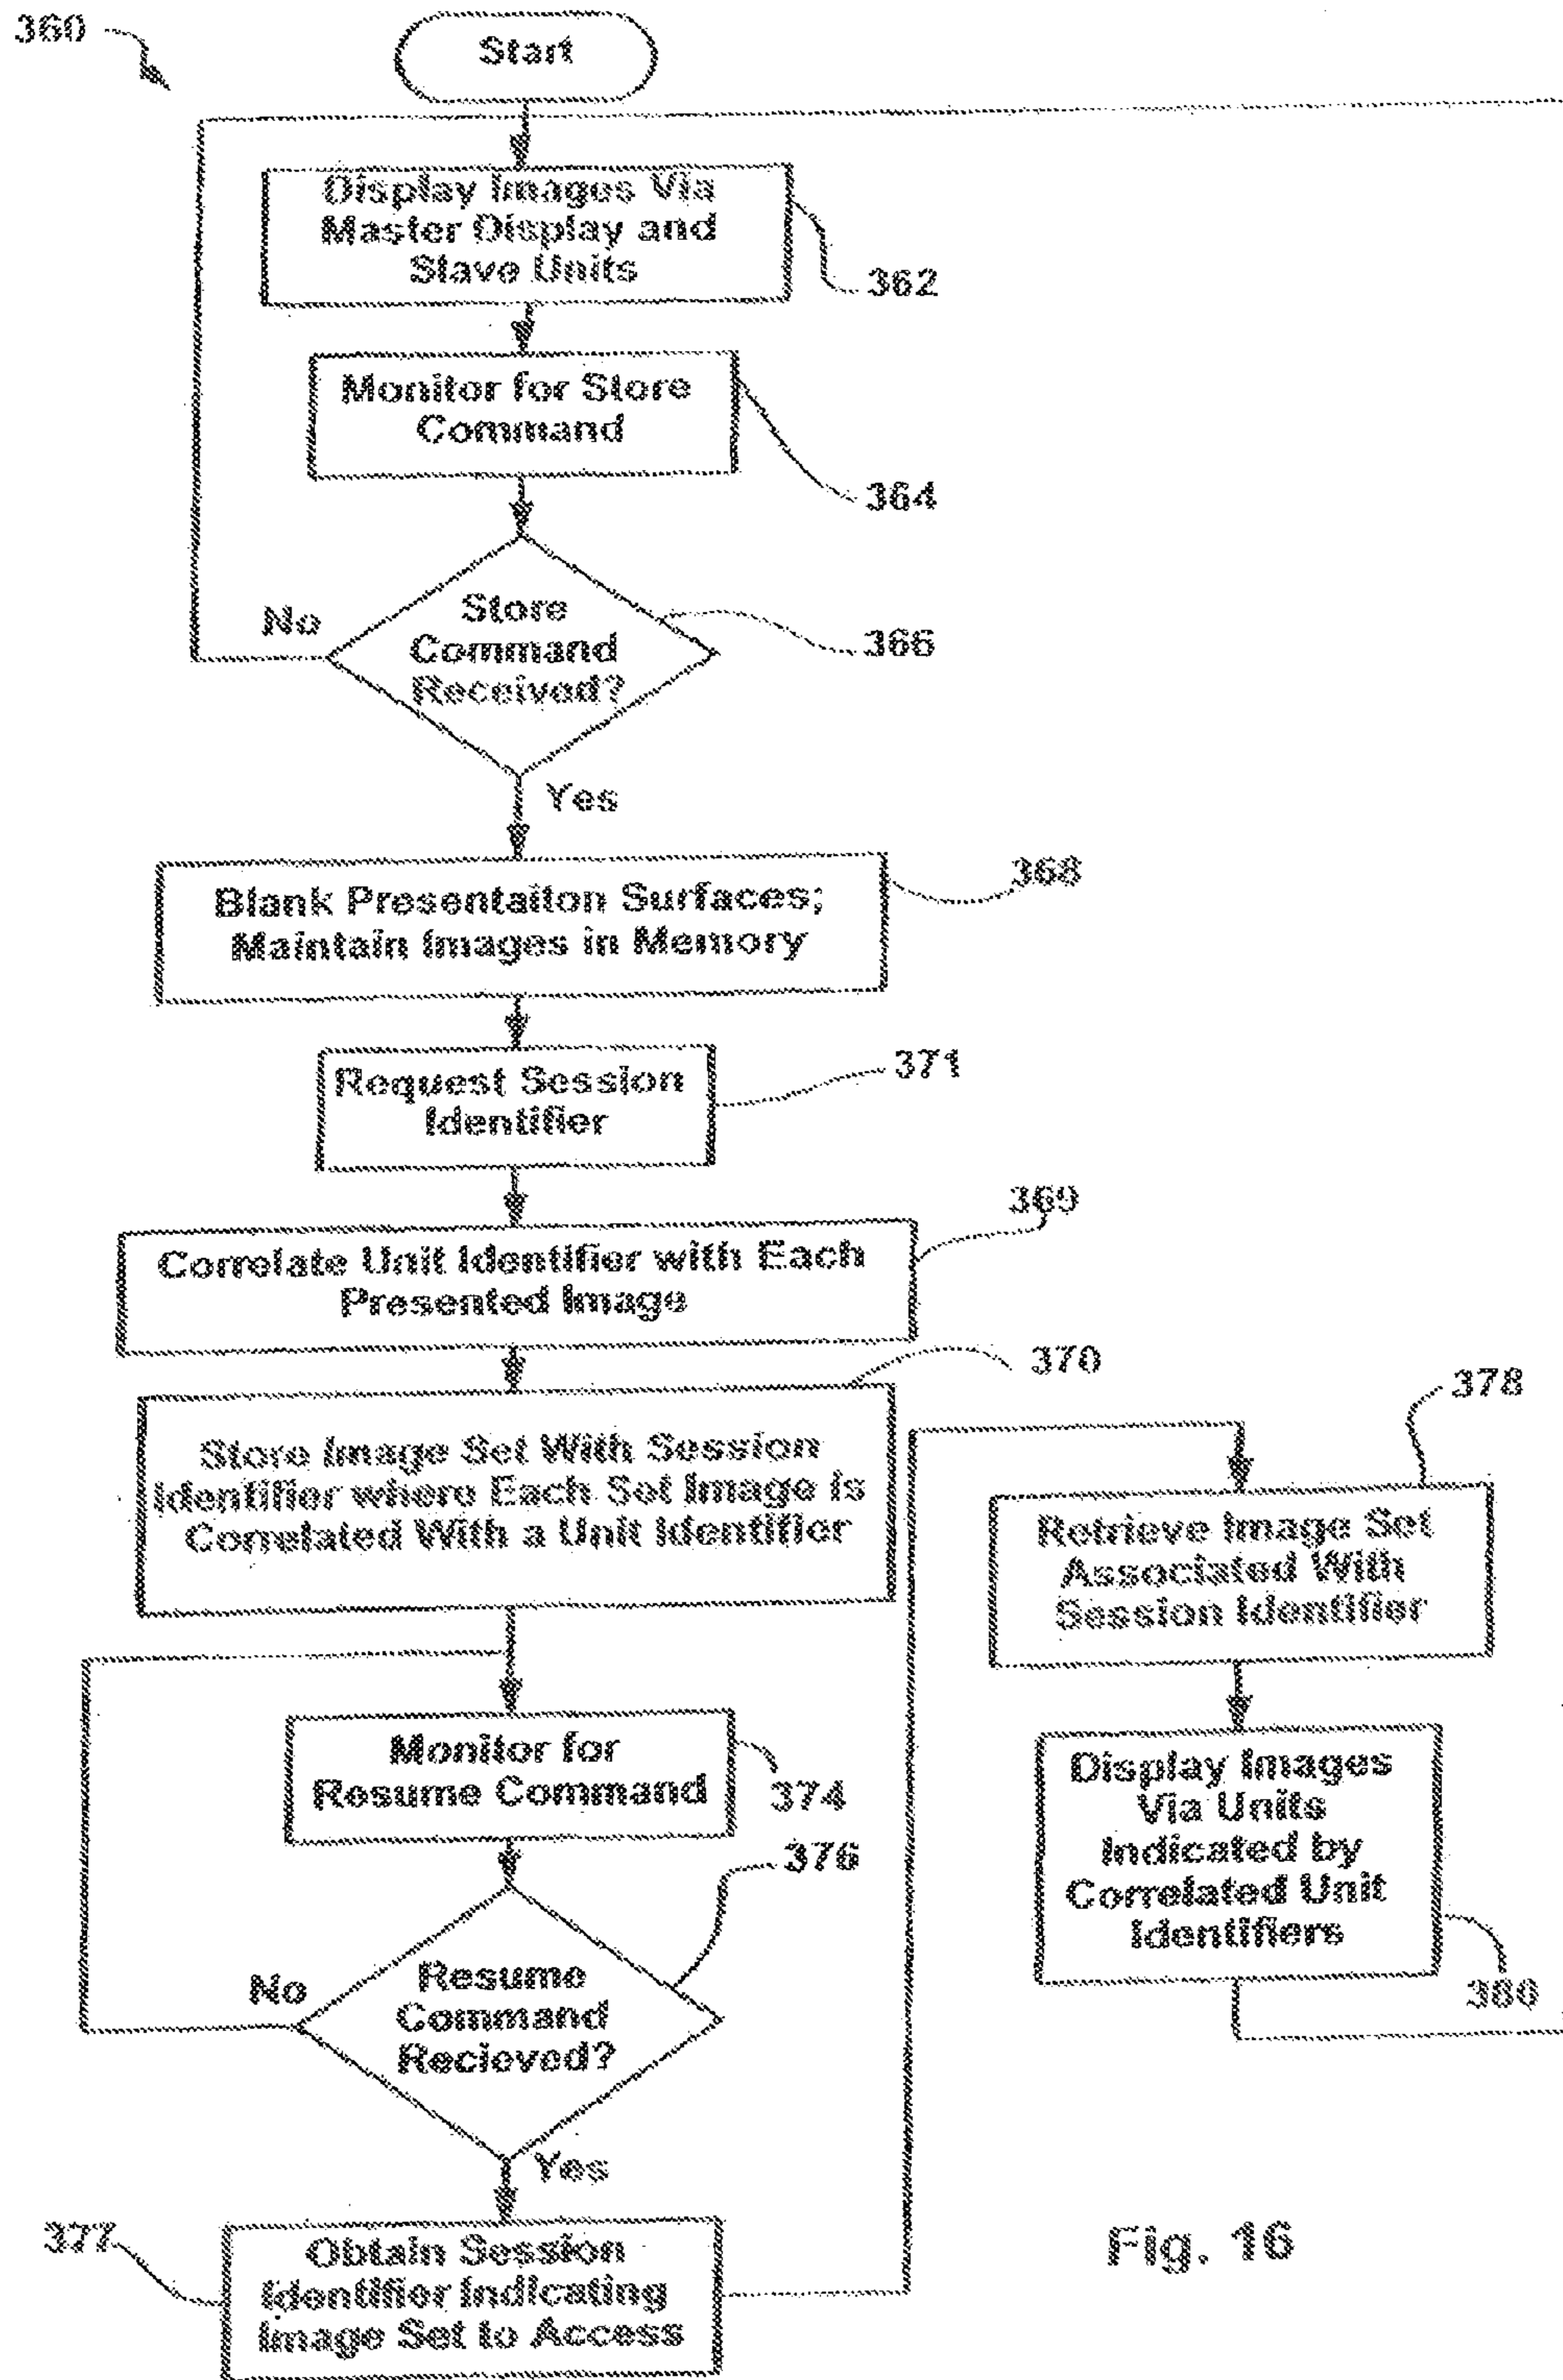 360
Start
Display Images Via
Master Display and
Slave Units
362
Monitor for Store
Command
364
Store
Command
Received?
366
No
Yes
Blank Presentaiton Surfaces;
Maintain Images in Memory
368
Request Session
Identifier
371
Correlate Unit Identifier with Each
Presented Image
369
Store Image Set With Session
Identifier where Each Set Image is
Correlated With a Unit Identifier
370
Monitor for
Resume Command
374
Resume
Command
Recieved?
376
No
Yes
Obtain Session
Identifier Indicating
Image Set to Access
377
Retrieve Image Set
Associated With
Session Identifier
378
Display Images
Via Units
Indicated by
Correlated Unit
Identifiers
380
Fig. 16